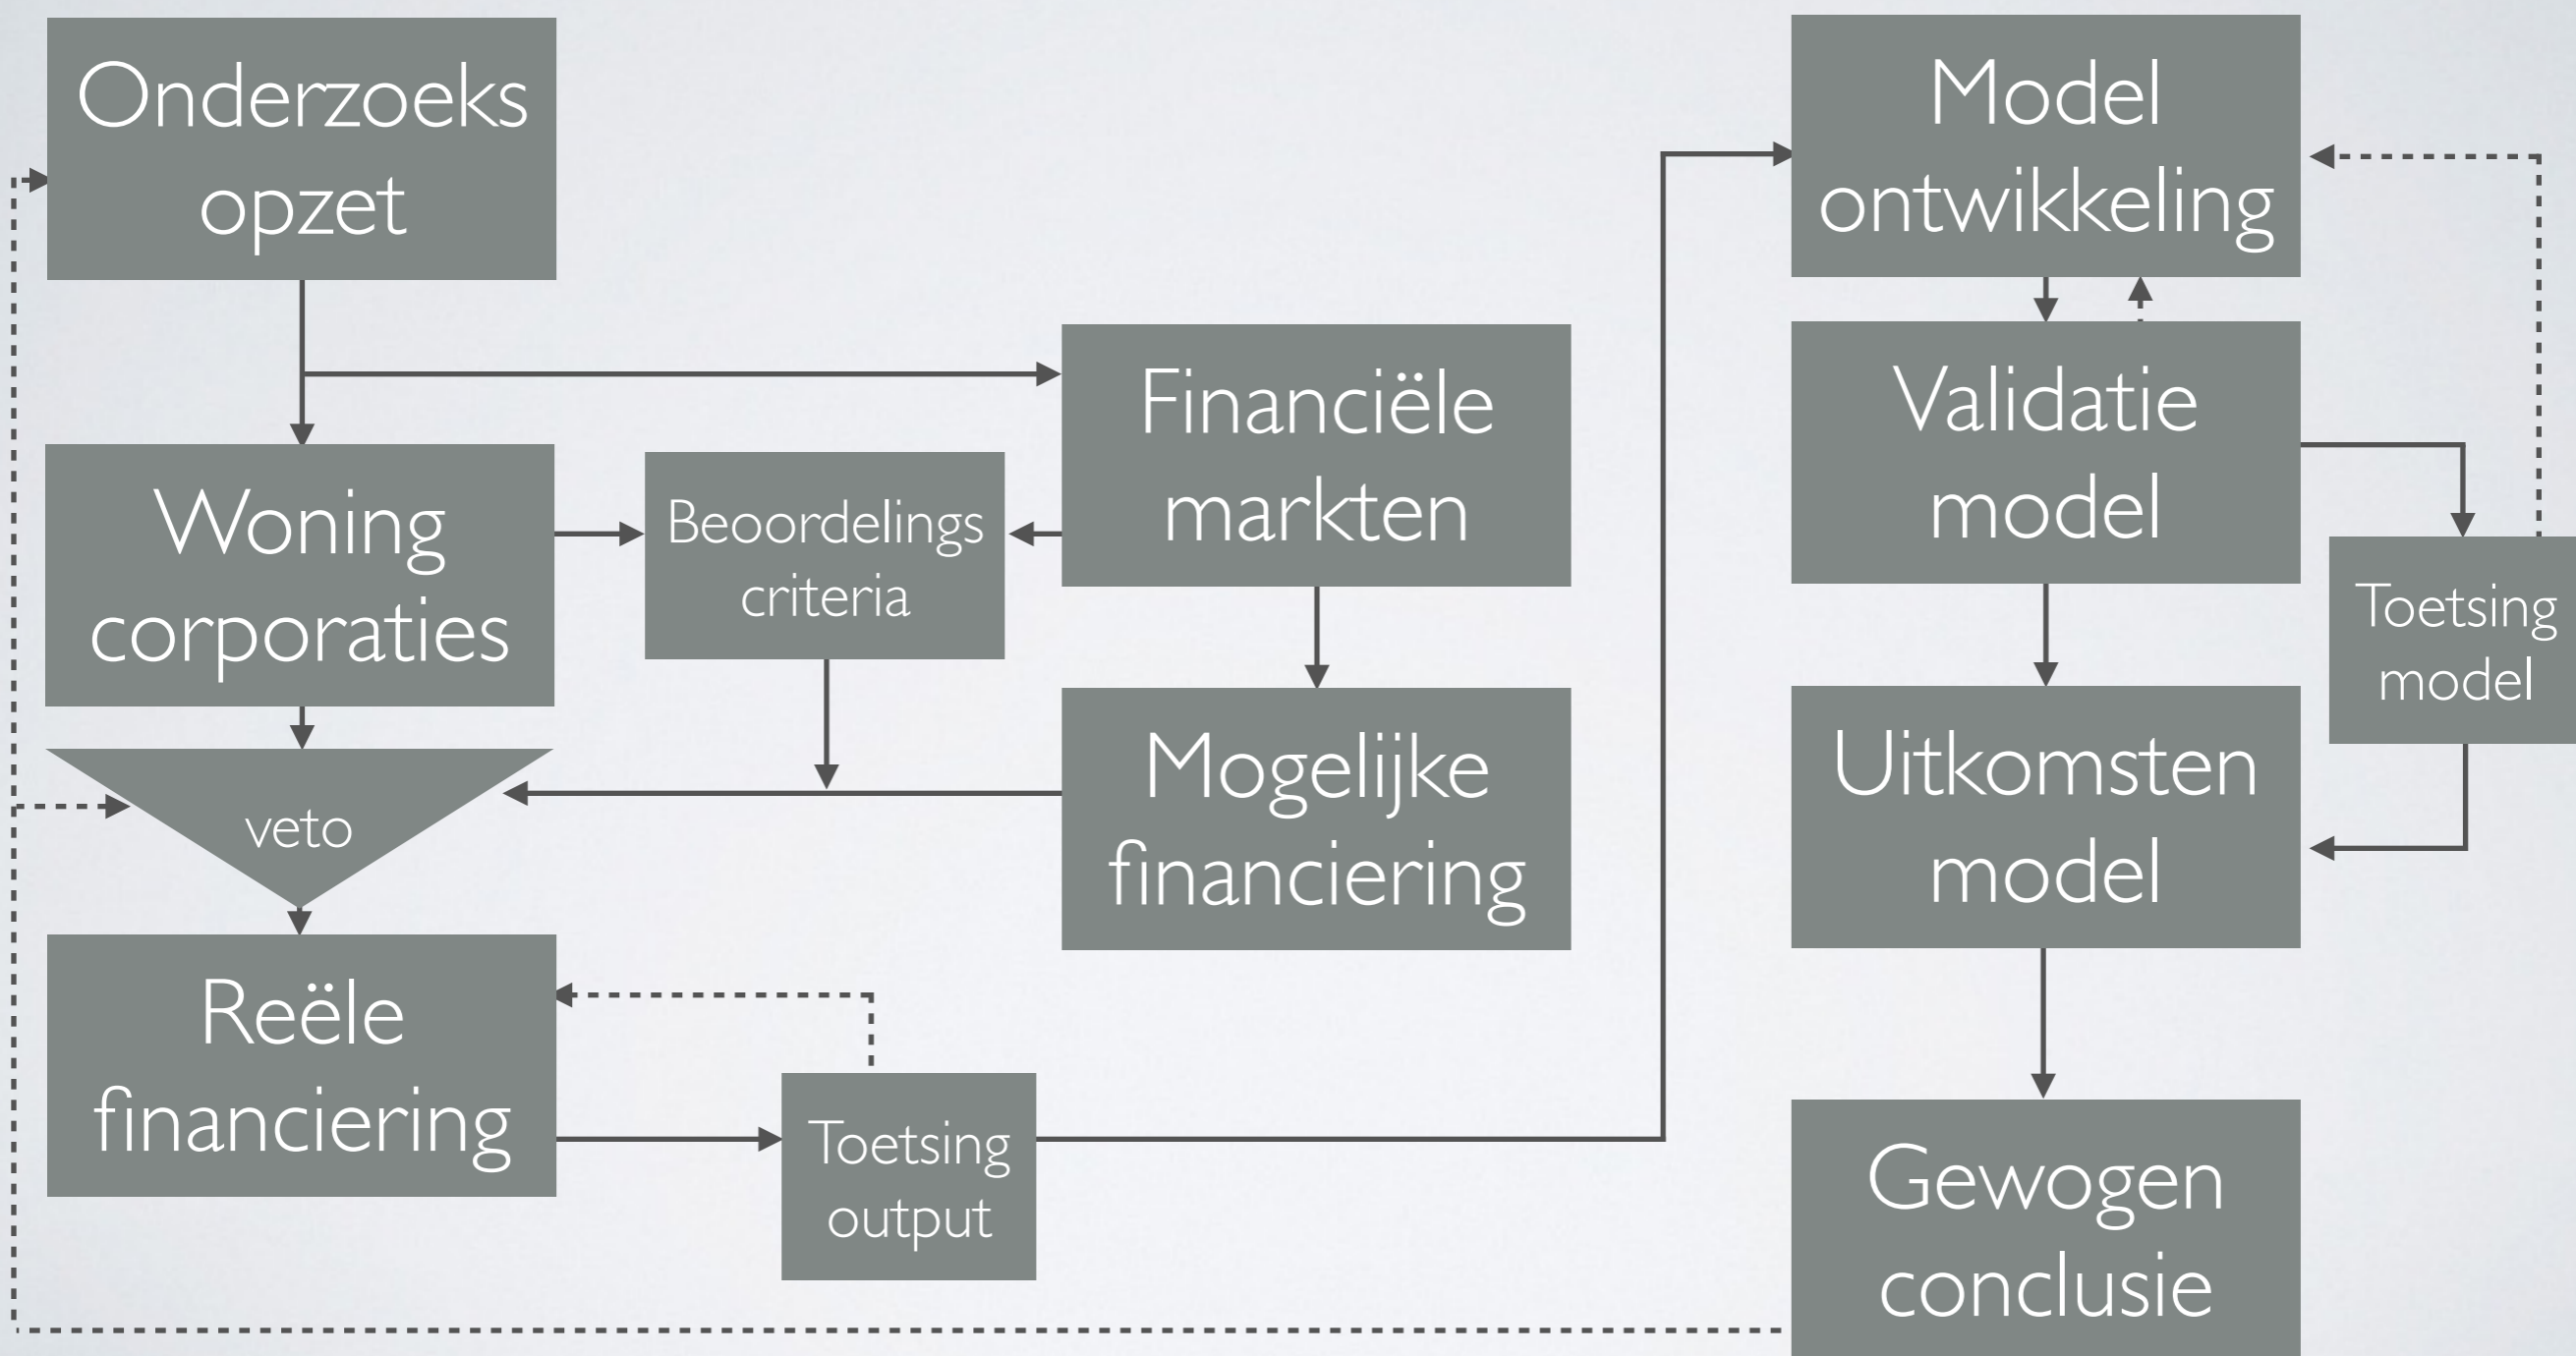 Onderzoeks
opzet
Woning
corporaties
veto
Reële
financiering
Beoordelings
criteria
Financiële
markten
Mogelijke
financiering
Toetsing
output
Model
ontwikkeling
Validatie
model
Toetsing
model
Uitkomsten
model
Gewogen
conclusie